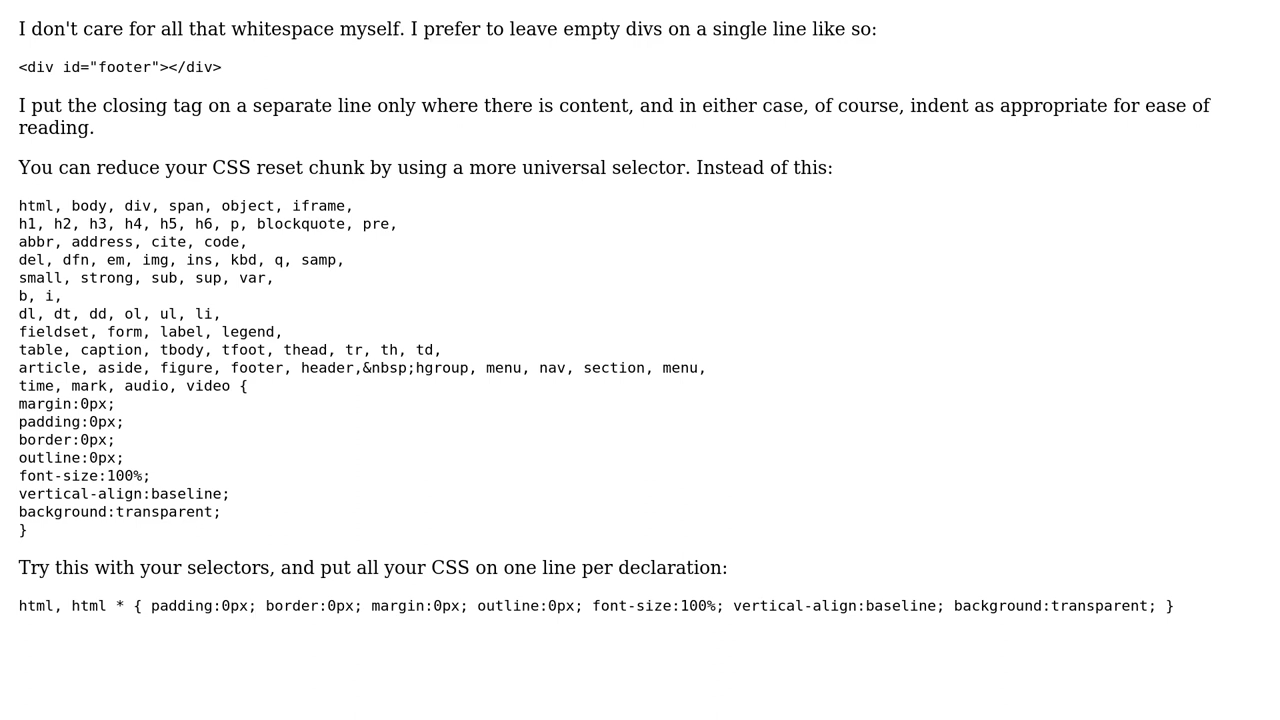 I don't care for all that whitespace myself. I prefer to leave empty divs on a single line like so:
<div id="footer"></div>
I put the closing tag on a separate line only where there is content, and in either case, of course, indent as appropriate for ease of
reading.
You can reduce your CSS reset chunk by using a more universal selector. Instead of this:
html, body, div, span, object, iframe,
h1, h2, h3, h4, h5, h6, p, blockquote, pre,
abbr, address, cite, code,
del, dfn, em, img, ins, kbd, q, samp,
small, strong, sub, sup, var,
b, i,
dl, dt, dd, ol, ul, li,
fieldset, form, label, legend,
table, caption, tbody, tfoot, thead, tr, th, td,
article, aside, figure, footer, header,&nbsp;hgroup, menu, nav, section, menu,
time, mark, audio, video {
margin:0px;
padding:0px;
border:0px;
outline:0px;
font-size:100%;
vertical-align:baseline;
background:transparent;
}
Try this with your selectors, and put all your CSS on one line per declaration:
html, html * { padding:0px; border:0px; margin:0px; outline:0px; font-size:100%; vertical-align:baseline; background:transparent; }